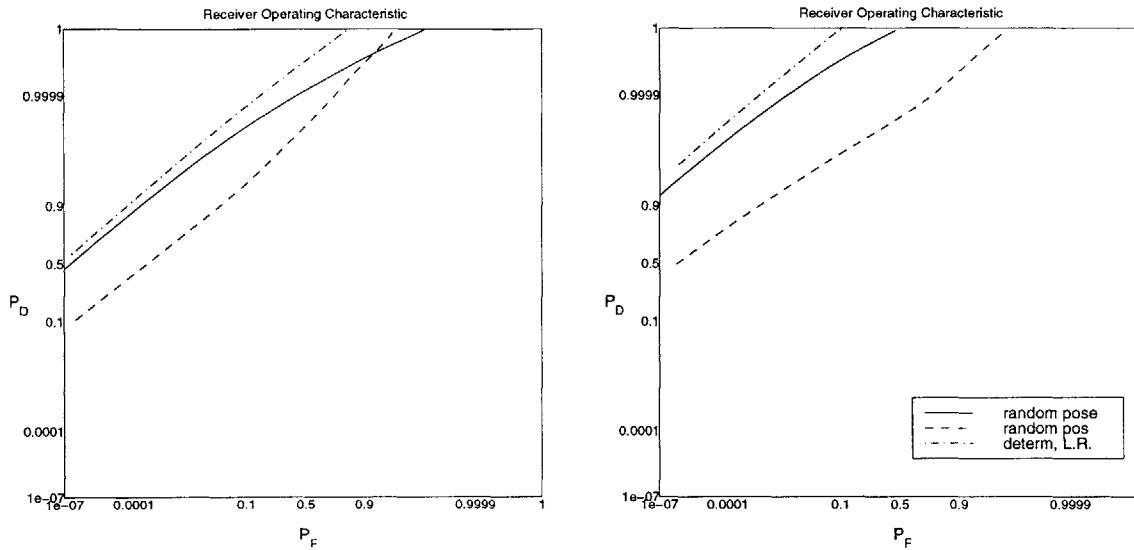 Receiver Operating Characteristic
1
0.9999
0.9
0.5
P_D
0.1
0.0001
1e-07
1e-07 0.0001 0.1 0.5 0.9 0.9999 1
P_F
Receiver Operating Characteristic
1
0.9999
0.9
0.5
P_D
0.1
0.0001
1e-07
1e-07 0.0001 0.1 0.5 0.9 0.9999
P_F
random pose
random pos
determ, L.R.